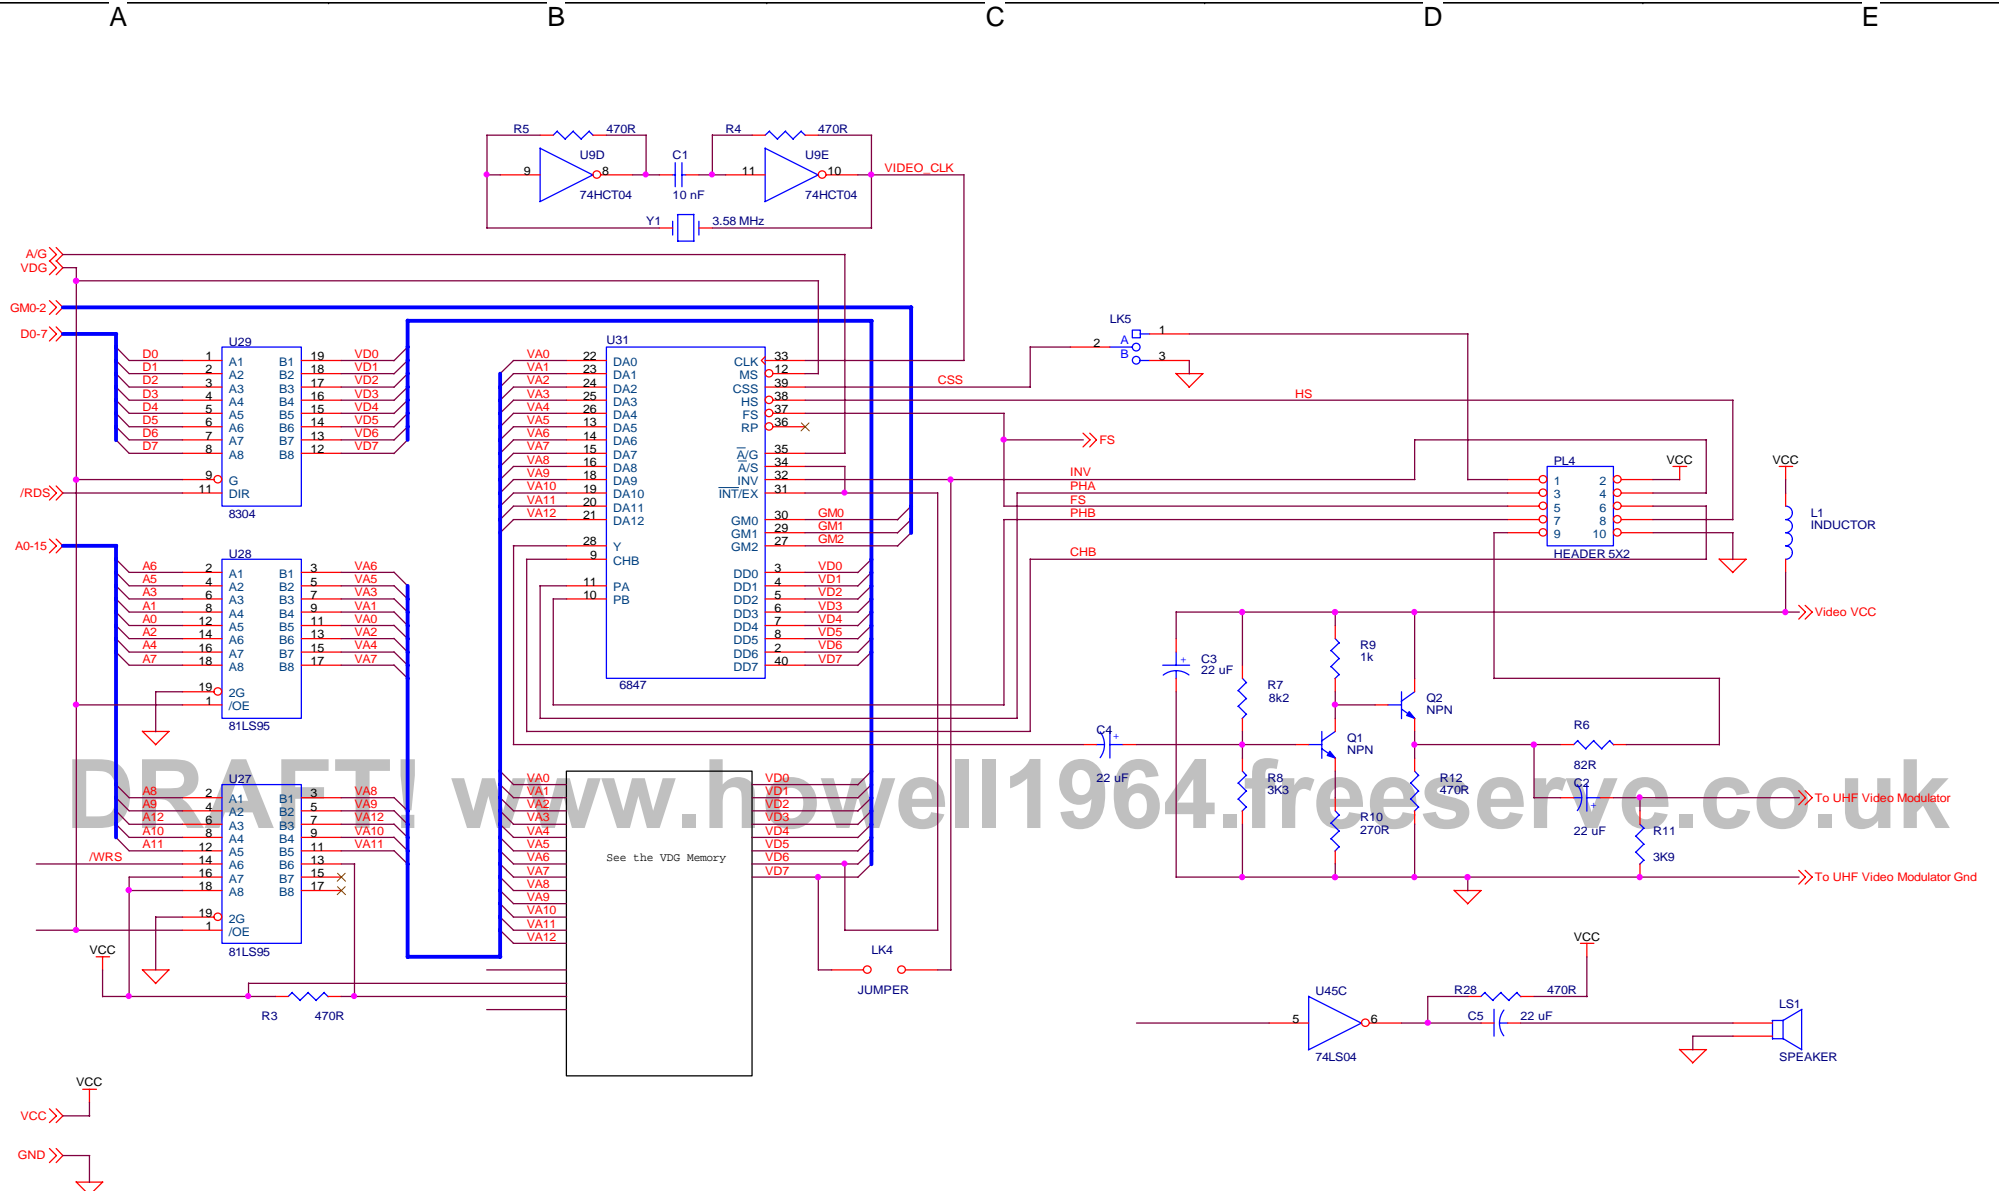 A B C D E
R5 470R R4 470R
U9D C1 U9E
9 8 11 10 VIDEO_CLK
74HCT04 10 nF 74HCT04
Y1 3.58 MHz
A/G
VDG
GM0-2
D0-7
U29
D0 1 A1 B1 19 VD0
D1 2 A2 B2 18 VD1
D2 3 A3 B3 17 VD2
D3 4 A4 B4 16 VD3
D4 5 A5 B5 15 VD4
D5 6 A6 B6 14 VD5
D6 7 A7 B7 13 VD6
D7 8 A8 B8 12 VD7
9 G
/RDS 11 DIR
8304
A0-15
U28
A6 2 A1 B1 3 VA6
A5 4 A2 B2 5 VA5
A3 6 A3 B3 7 VA3
A1 8 A4 B4 9 VA1
A0 12 A5 B5 11 VA0
A2 14 A6 B6 13 VA2
A4 16 A7 B7 15 VA4
A7 18 A8 B8 17 VA7
19 2G
1 /OE
81LS95
U27
A8 2 A1 B1 3 VA8
A9 4 A2 B2 5 VA9
A12 6 A3 B3 7 VA12
A10 8 A4 B4 9 VA10
A11 12 A5 B5 11 VA11
/WRS 14 A6 B6 13
16 A7 B7 15
18 A8 B8 17
19 2G
1 /OE
81LS95
VCC
R3 470R
VCC
VCC
GND
U31
VA0 22 DA0 CLK 33
VA1 23 DA1 MS 12
VA2 24 DA2 CSS 39 CSS
VA3 25 DA3 HS 38 HS
VA4 26 DA4 FS 37
VA5 13 DA5 RP 36
VA6 14 DA6
VA7 15 DA7 A/G 35
VA8 16 DA8 A/S 34
VA9 18 DA9 INV 32
VA10 19 DA10 INT/EX 31
VA11 20 DA11
VA12 21 DA12 GM0 30 GM0
GM1 29 GM1
28 Y GM2 27 GM2
9 CHB
DD0 3 VD0
11 PA DD1 4 VD1
10 PB DD2 5 VD2
DD3 6 VD3
DD4 7 VD4
DD5 8 VD5
DD6 2 VD6
DD7 40 VD7
6847
VA0 VD0
VA1 VD1
VA2 VD2
VA3 VD3
VA4 VD4
VA5 VD5
VA6 See the VDG Memory VD6
VA7 VD7
VA8
VA9
VA10
VA11
VA12
LK4
JUMPER
LK5
1
2 A
B 3
FS
INV
PHA
FS
PHB
CHB
PL4 VCC
1 2
3 4
5 6
7 8
9 10
HEADER 5X2
VCC
L1
INDUCTOR
Video VCC
C3
22 uF
R7
8k2
R9
1k
Q2
NPN
Q1
NPN
C4
22 uF
R8
3K3
R10
270R
R12
470R
R6
82R
C2
22 uF
R11
3K9
To UHF Video Modulator
To UHF Video Modulator Gnd
DRAFT! www.howell1964.freeserve.co.uk
VCC
U45C R28 470R
5 6 C5 22 uF
74LS04
LS1
SPEAKER